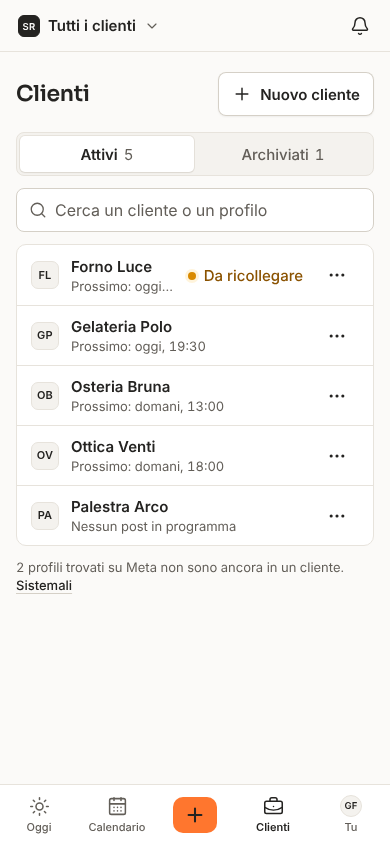 SR Tutti i clienti
Clienti
Nuovo cliente
Attivi 5
Archiviati 1
Cerca un cliente o un profilo
FL
Forno Luce
Prossimo: oggi...
Da ricollegare
GP
Gelateria Polo
Prossimo: oggi, 19:30
OB
Osteria Bruna
Prossimo: domani, 13:00
OV
Ottica Venti
Prossimo: domani, 18:00
PA
Palestra Arco
Nessun post in programma
2 profili trovati su Meta non sono ancora in un cliente.
Sistemali
Oggi
Calendario
Clienti
GF
Tu